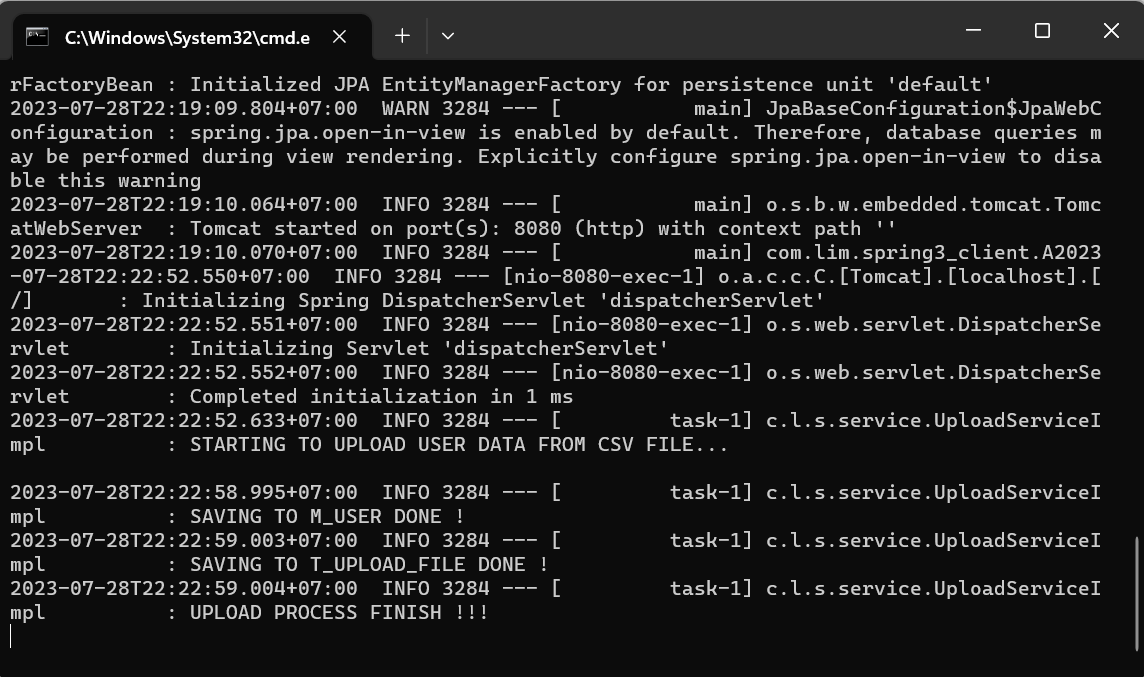 C:\Windows\System32\cmd.e
rFactoryBean : Initialized JPA EntityManagerFactory for persistence unit 'default'
2023-07-28T22:19:09.804+07:00  WARN 3284 --- [           main] JpaBaseConfiguration$JpaWebC
onfiguration : spring.jpa.open-in-view is enabled by default. Therefore, database queries m
ay be performed during view rendering. Explicitly configure spring.jpa.open-in-view to disa
ble this warning
2023-07-28T22:19:10.064+07:00  INFO 3284 --- [           main] o.s.b.w.embedded.tomcat.Tomc
atWebServer  : Tomcat started on port(s): 8080 (http) with context path ''
2023-07-28T22:19:10.070+07:00  INFO 3284 --- [           main] com.lim.spring3_client.A2023
-07-28T22:22:52.550+07:00  INFO 3284 --- [nio-8080-exec-1] o.a.c.c.C.[Tomcat].[localhost].[
/]       : Initializing Spring DispatcherServlet 'dispatcherServlet'
2023-07-28T22:22:52.551+07:00  INFO 3284 --- [nio-8080-exec-1] o.s.web.servlet.DispatcherSe
rvlet        : Initializing Servlet 'dispatcherServlet'
2023-07-28T22:22:52.552+07:00  INFO 3284 --- [nio-8080-exec-1] o.s.web.servlet.DispatcherSe
rvlet        : Completed initialization in 1 ms
2023-07-28T22:22:52.633+07:00  INFO 3284 --- [         task-1] c.l.s.service.UploadServiceI
mpl          : STARTING TO UPLOAD USER DATA FROM CSV FILE...
2023-07-28T22:22:58.995+07:00  INFO 3284 --- [         task-1] c.l.s.service.UploadServiceI
mpl          : SAVING TO M_USER DONE !
2023-07-28T22:22:59.003+07:00  INFO 3284 --- [         task-1] c.l.s.service.UploadServiceI
mpl          : SAVING TO T_UPLOAD_FILE DONE !
2023-07-28T22:22:59.004+07:00  INFO 3284 --- [         task-1] c.l.s.service.UploadServiceI
mpl          : UPLOAD PROCESS FINISH !!!